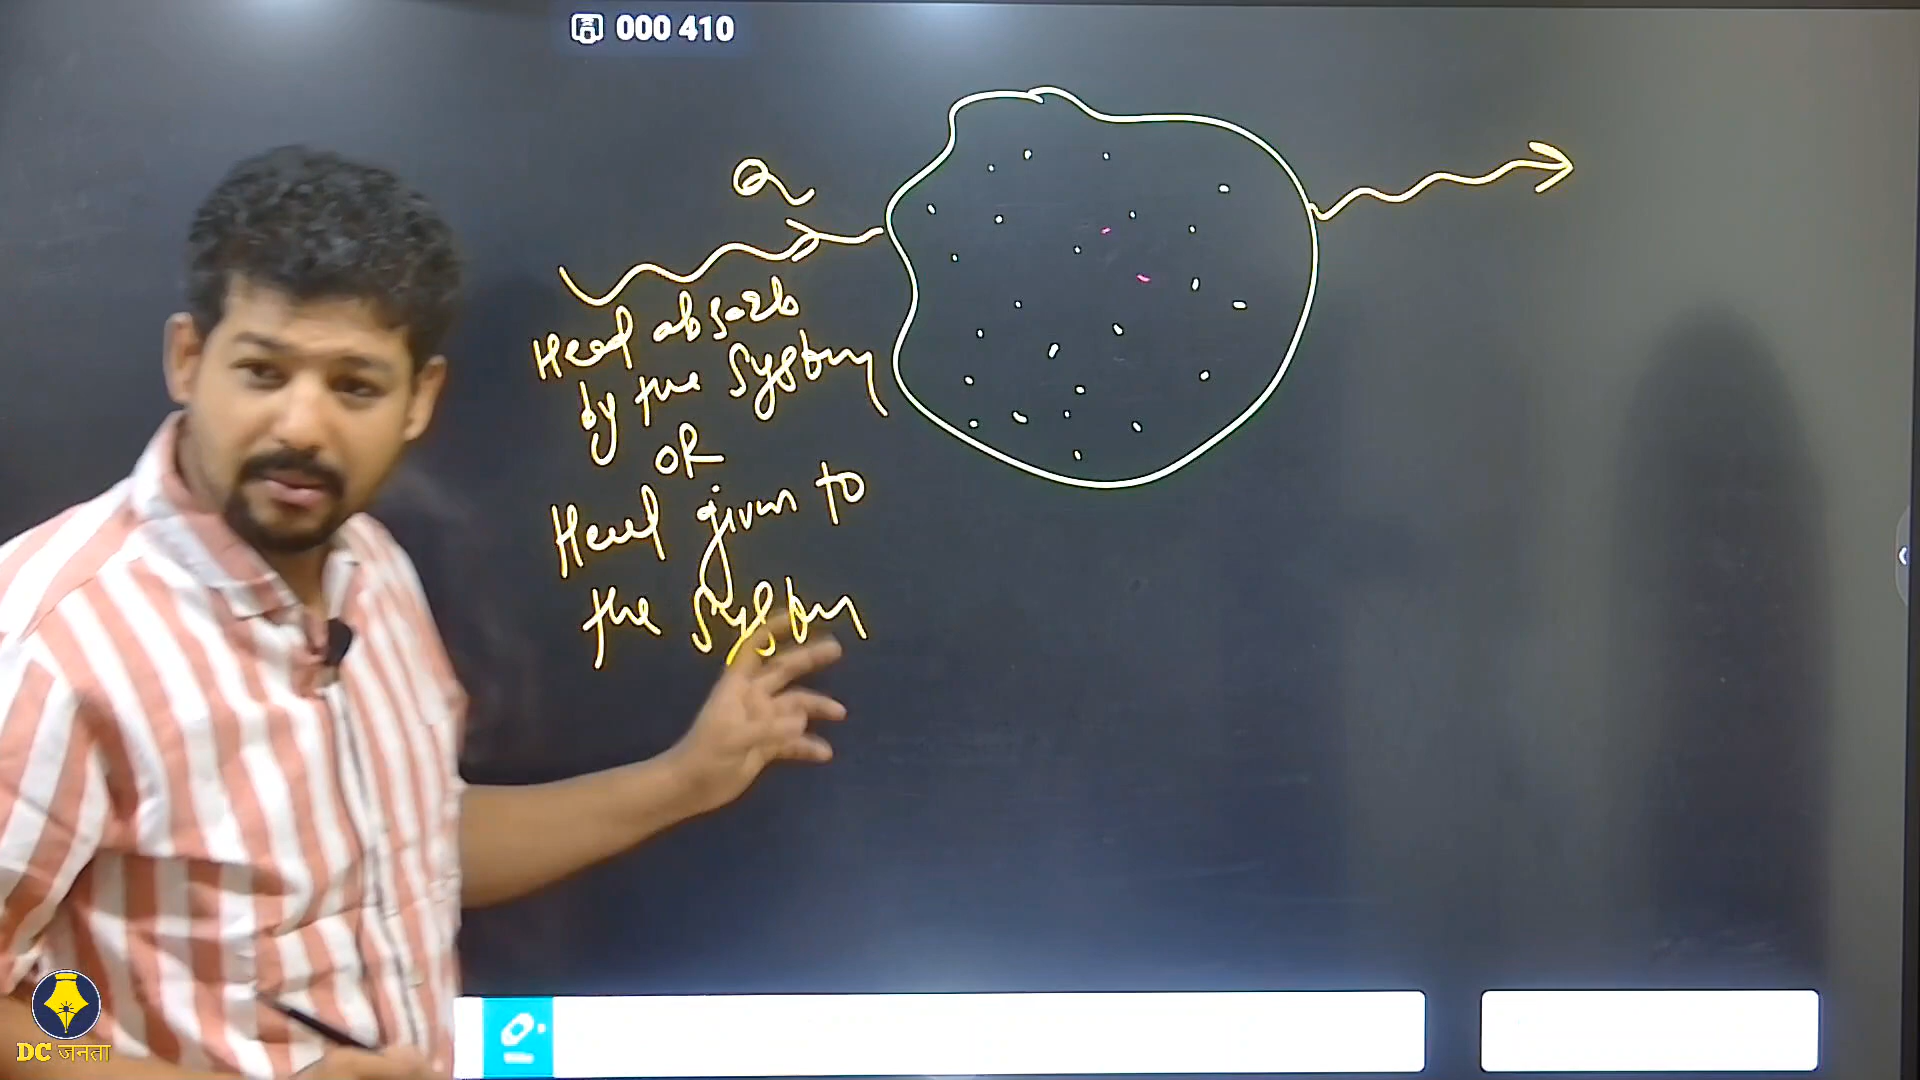 000 410
Q
Heat absorb
by the System
OR
Heat given to
the System
DC जनता